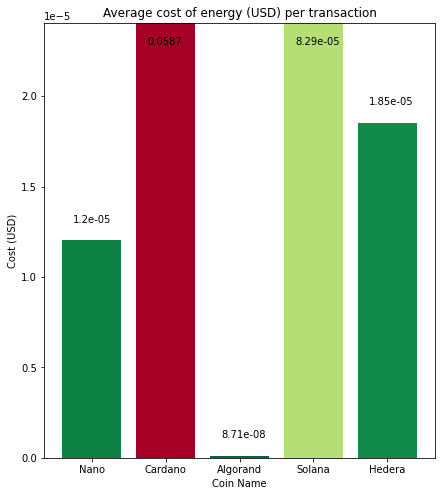 Average cost of energy (USD) per transaction
1e−5
0.0587
8.29e-05
2.0
1.85e-05
1.5
1.2e-05
1.0
Cost (USD)
0.5
8.71e-08
0.0
Nano Cardano Algorand Solana Hedera
Coin Name